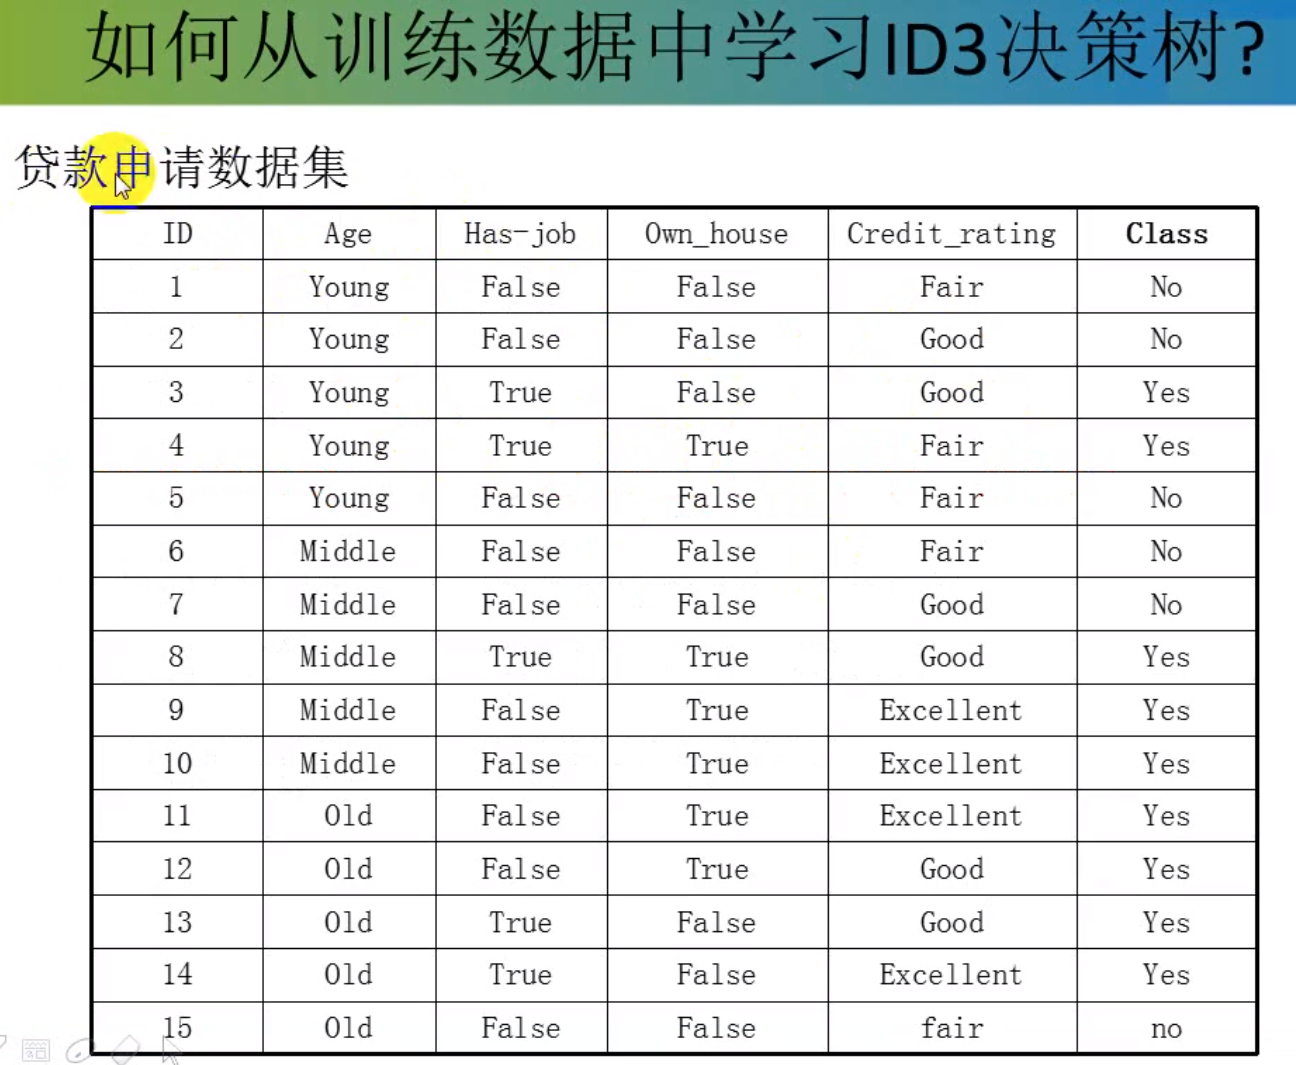 如何从训练数据中学习ID3决策树?
贷款申请数据集
ID Age Has-job Own_house Credit_rating Class
1 Young False False Fair No
2 Young False False Good No
3 Young True False Good Yes
4 Young True True Fair Yes
5 Young False False Fair No
6 Middle False False Fair No
7 Middle False False Good No
8 Middle True True Good Yes
9 Middle False True Excellent Yes
10 Middle False True Excellent Yes
11 Old False True Excellent Yes
12 Old False True Good Yes
13 Old True False Good Yes
14 Old True False Excellent Yes
15 Old False False fair no